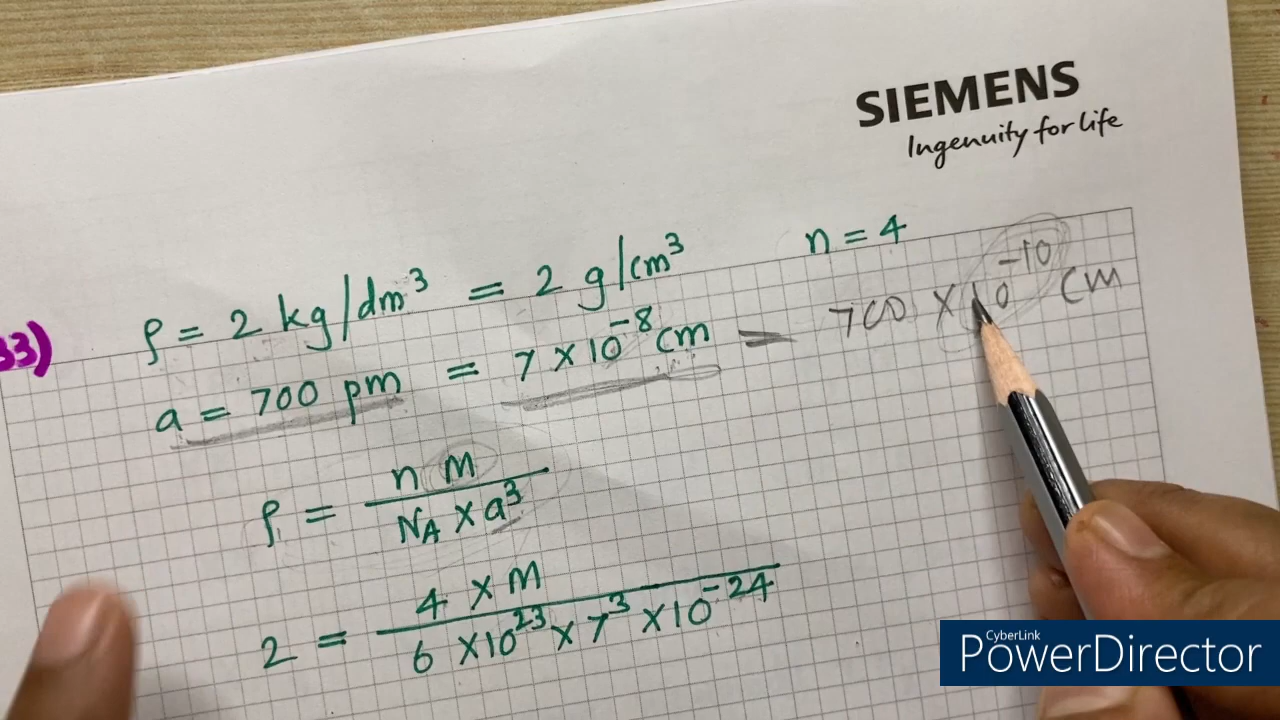 SIEMENS
Ingenuity for life
33)
n = 4
ρ = 2 kg/dm³ = 2 g/cm³
a = 700 pm = 7 × 10⁻⁸ cm = 700 × 10⁻¹⁰ cm
ρ = n M / N_A × a³
2 = 4 × M / 6 × 10²³ × 7³ × 10⁻²⁴
CyberLink
PowerDirector